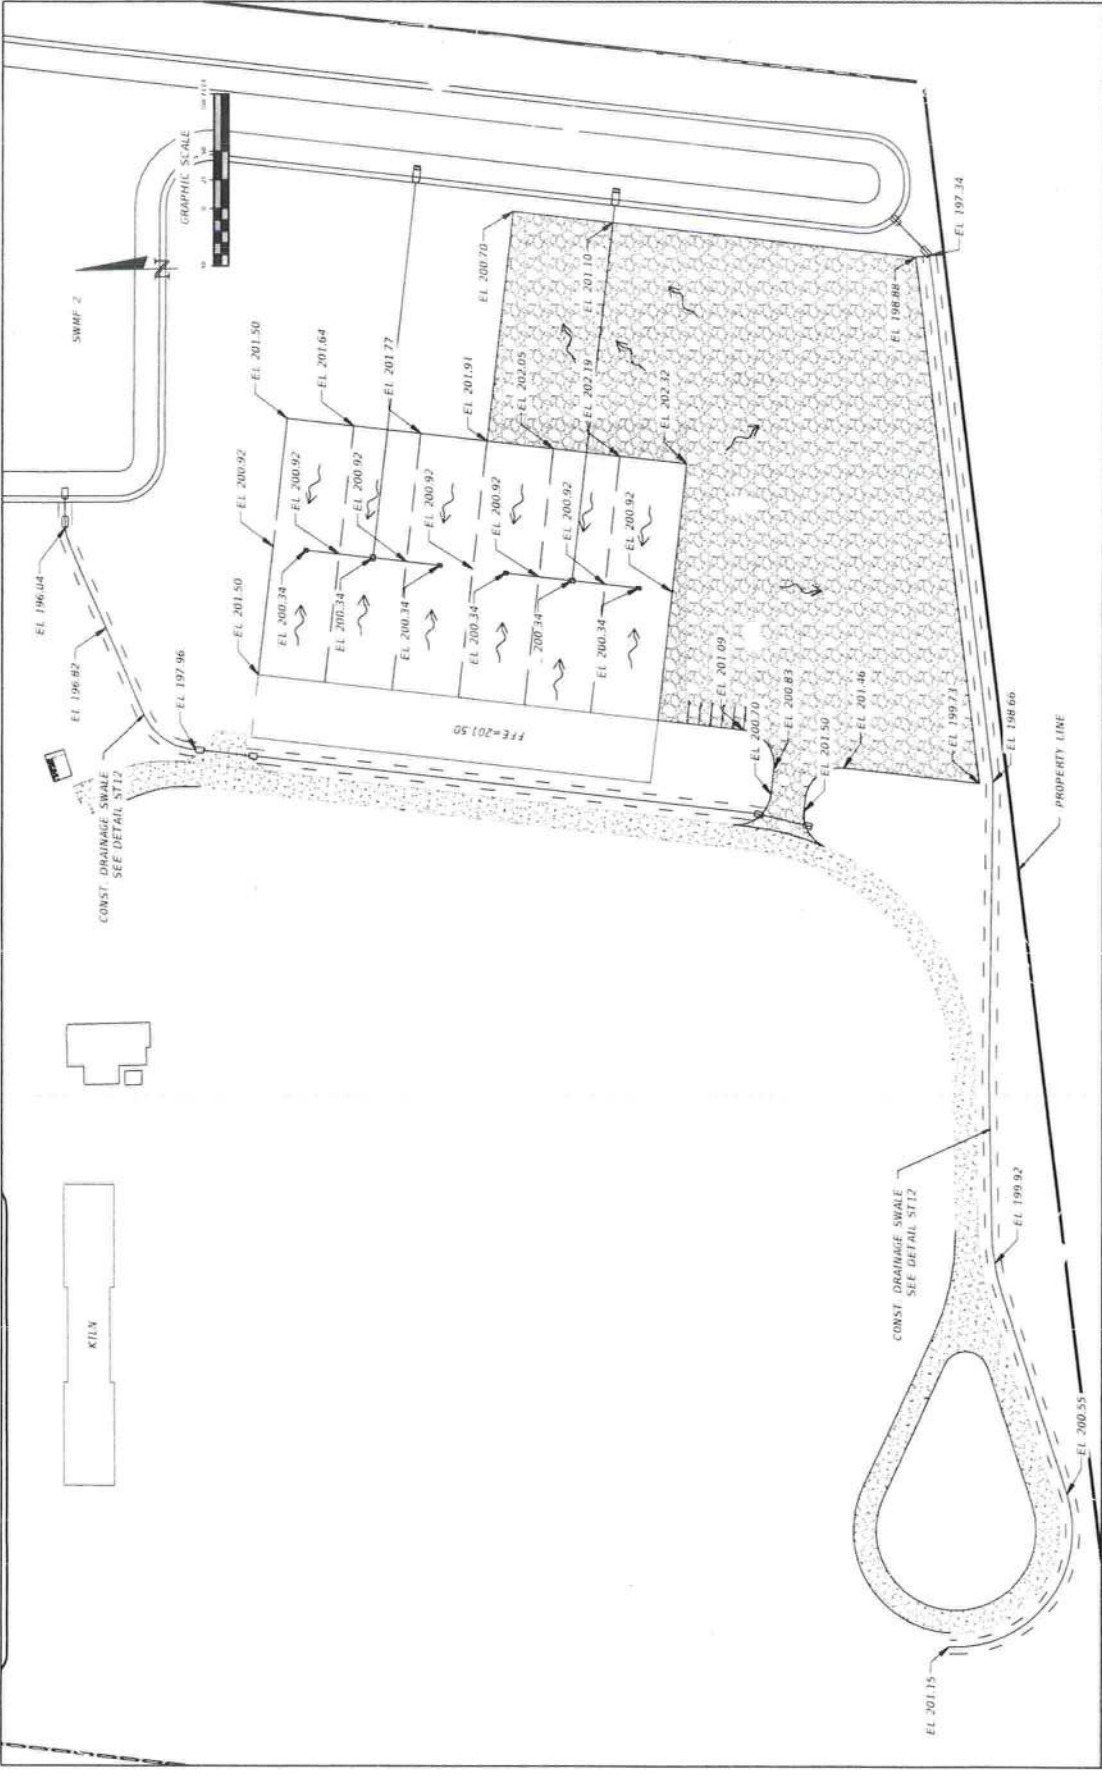 SWMF 2
GRAPHIC SCALE
N
EL 196.04
EL 196.82
EL 197.96
CONST. DRAINAGE SWALE
SEE DETAIL ST12
EL 201.50
EL 200.92
EL 201.50
EL 201.64
EL 201.77
EL 201.91
EL 202.05
EL 202.19
EL 202.32
EL 200.92
EL 200.92
EL 200.92
EL 200.92
EL 200.92
EL 200.92
EL 200.34
EL 200.34
EL 200.34
EL 200.34
200.34
EL 200.34
EL 200.70
EL 201.10
EL 198.88
EL 197.34
FFE=201.50
EL 201.09
EL 200.70
EL 200.83
EL 201.50
EL 201.46
EL 199.73
EL 198.66
PROPERTY LINE
KILN
CONST. DRAINAGE SWALE
SEE DETAIL ST12
EL 199.92
EL 200.55
EL 201.15